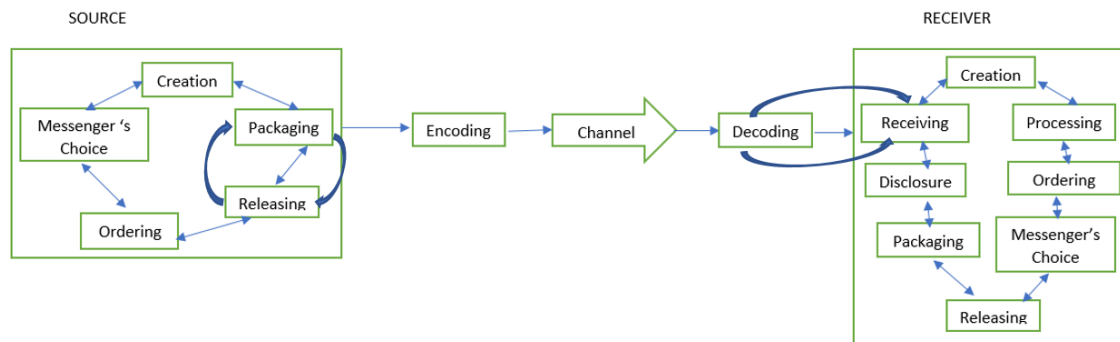 SOURCE
RECEIVER
Creation
Messenger ‘s
Choice
Packaging
Releasing
Ordering
Encoding
Channel
Decoding
Creation
Receiving
Processing
Disclosure
Ordering
Packaging
Messenger’s
Choice
Releasing